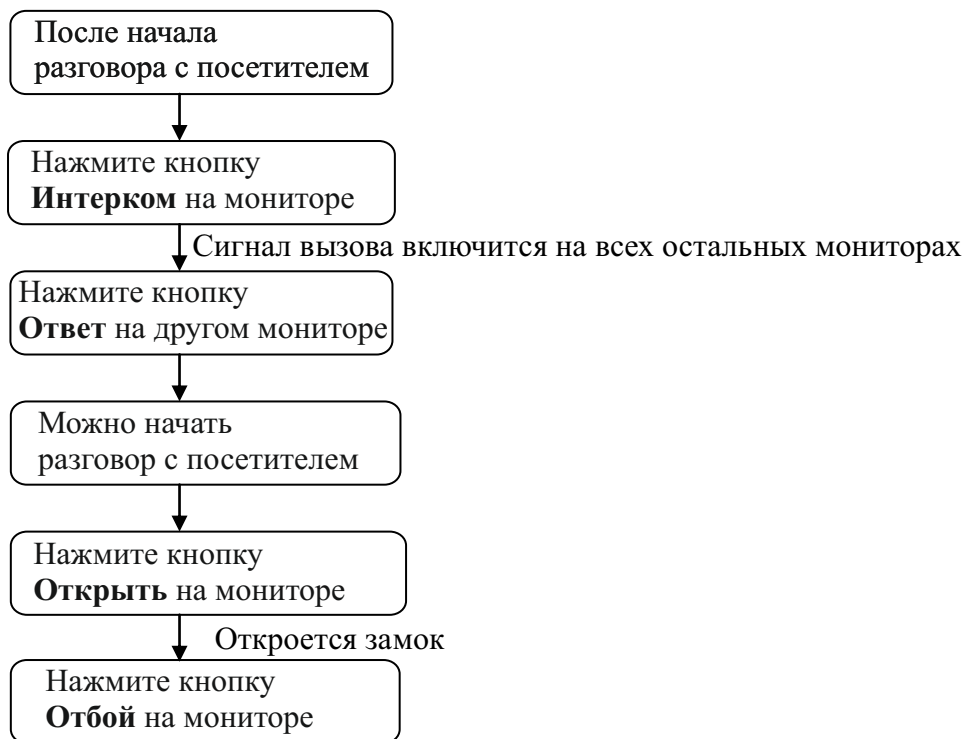 После начала
разговора с посетителем
Нажмите кнопку
Интерком на мониторе
Сигнал вызова включится на всех остальных мониторах
Нажмите кнопку
Ответ на другом мониторе
Можно начать
разговор с посетителем
Нажмите кнопку
Открыть на мониторе
Откроется замок
Нажмите кнопку
Отбой на мониторе